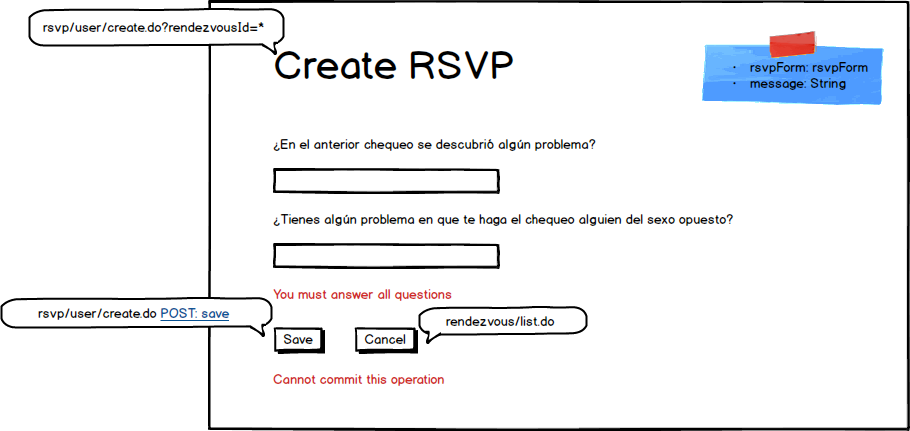 rsvp/user/create.do?rendezvousId=*
Create RSVP
• rsvpForm: rsvpForm
• message: String
¿En el anterior chequeo se descubrió algún problema?
¿Tienes algún problema en que te haga el chequeo alguien del sexo opuesto?
You must answer all questions
rsvp/user/create.do POST: save
rendezvous/list.do
Save
Cancel
Cannot commit this operation